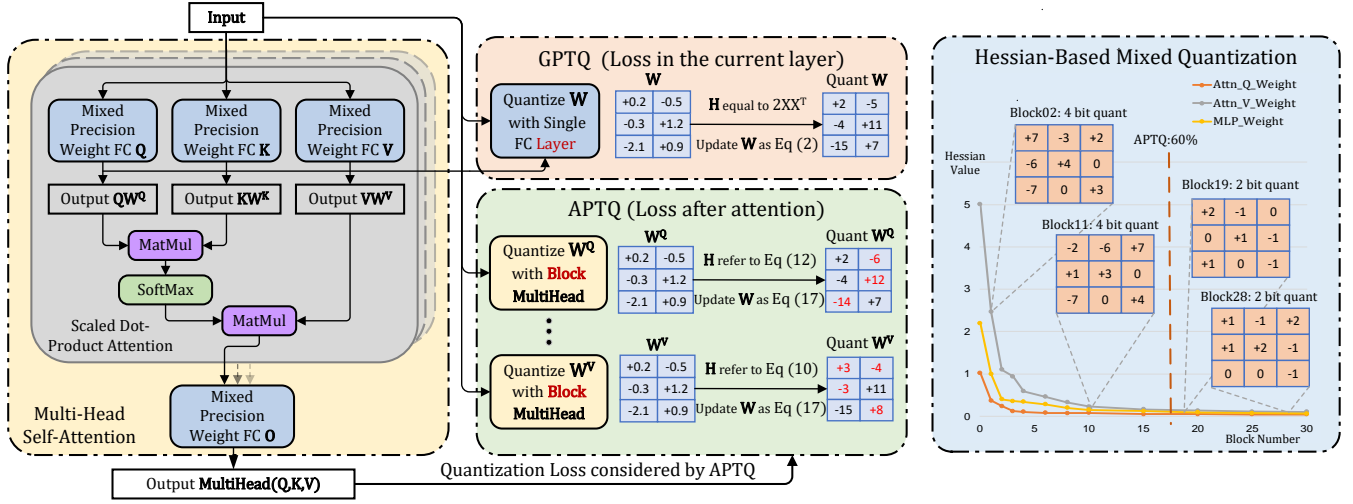 Input
Mixed
Precision
Weight FC Q
Mixed
Precision
Weight FC K
Mixed
Precision
Weight FC V
Output QW^Q
Output KW^K
Output VW^V
MatMul
SoftMax
MatMul
Scaled Dot-
Product Attention
Mixed
Precision
Weight FC O
Multi-Head
Self-Attention
Output MultiHead(Q,K,V)
Quantization Loss considered by APTQ
GPTQ (Loss in the current layer)
Quantize W
with Single
FC Layer
W
+0.2 -0.5
-0.3 +1.2
-2.1 +0.9
H equal to 2XX^T
Update W as Eq (2)
Quant W
+2 -5
-4 +11
-15 +7
APTQ (Loss after attention)
Quantize W^Q
with Block
MultiHead
W^Q
+0.2 -0.5
-0.3 +1.2
-2.1 +0.9
H refer to Eq (12)
Update W as Eq (17)
Quant W^Q
+2 -6
-4 +12
-14 +7
Quantize W^V
with Block
MultiHead
W^V
+0.2 -0.5
-0.3 +1.2
-2.1 +0.9
H refer to Eq (10)
Update W as Eq (17)
Quant W^V
+3 -4
-3 +11
-15 +8
Hessian-Based Mixed Quantization
Attn_Q_Weight
Attn_V_Weight
MLP_Weight
Block02: 4 bit quant
+7 -3 +2
-6 +4 0
-7 0 +3
APTQ:60%
Hessian
Value
Block11: 4 bit quant
-2 -6 +7
+1 +3 0
-7 0 +4
Block19: 2 bit quant
+2 -1 0
0 +1 -1
+1 0 -1
Block28: 2 bit quant
+1 -1 +2
+1 +2 -1
0 0 -1
5
4
3
2
1
0
0 5 10 15 20 25 30
Block Number